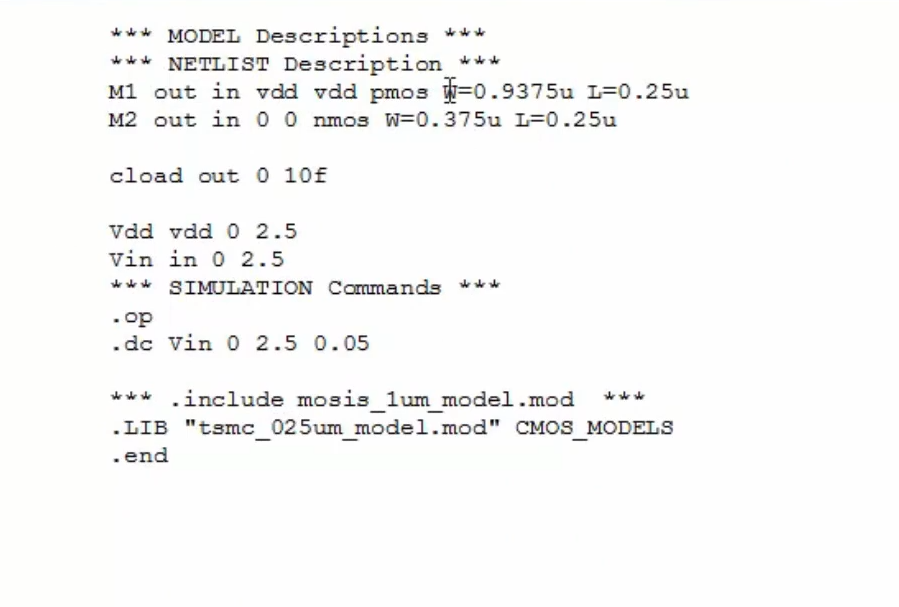 *** MODEL Descriptions ***
*** NETLIST Description ***
M1 out in vdd vdd pmos W=0.9375u L=0.25u
M2 out in 0 0 nmos W=0.375u L=0.25u
cload out 0 10f
Vdd vdd 0 2.5
Vin in 0 2.5
*** SIMULATION Commands ***
.op
.dc Vin 0 2.5 0.05
*** .include mosis_1um_model.mod ***
.LIB "tsmc_025um_model.mod" CMOS_MODELS
.end